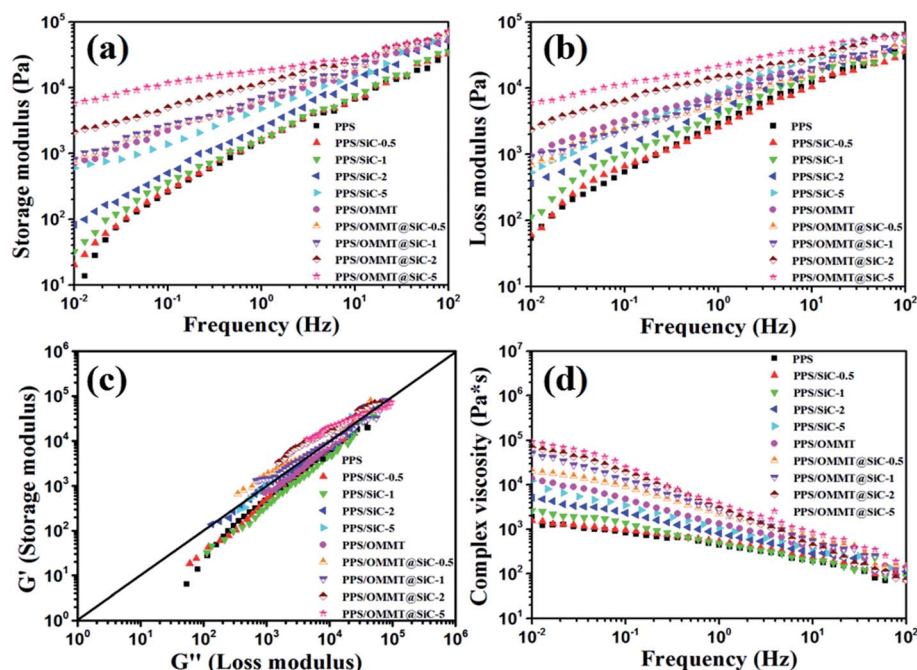 (a)
Storage modulus (Pa)
10^5
10^4
10^3
10^2
10^1
PPS
PPS/SiC-0.5
PPS/SiC-1
PPS/SiC-2
PPS/SiC-5
PPS/OMMT
PPS/OMMT@SiC-0.5
PPS/OMMT@SiC-1
PPS/OMMT@SiC-2
PPS/OMMT@SiC-5
10^-2 10^-1 10^0 10^1 10^2
Frequency (Hz)
(b)
Loss modulus (Pa)
10^5
10^4
10^3
10^2
10^1
PPS
PPS/SiC-0.5
PPS/SiC-1
PPS/SiC-2
PPS/SiC-5
PPS/OMMT
PPS/OMMT@SiC-0.5
PPS/OMMT@SiC-1
PPS/OMMT@SiC-2
PPS/OMMT@SiC-5
10^-2 10^-1 10^0 10^1 10^2
Frequency (Hz)
(c)
G' (Storage modulus)
10^6
10^5
10^4
10^3
10^2
10^1
10^0
PPS
PPS/SiC-0.5
PPS/SiC-1
PPS/SiC-2
PPS/SiC-5
PPS/OMMT
PPS/OMMT@SiC-0.5
PPS/OMMT@SiC-1
PPS/OMMT@SiC-2
PPS/OMMT@SiC-5
10^0 10^1 10^2 10^3 10^4 10^5 10^6
G'' (Loss modulus)
(d)
Complex viscosity (Pa*s)
10^7
10^6
10^5
10^4
10^3
10^2
10^1
PPS
PPS/SiC-0.5
PPS/SiC-1
PPS/SiC-2
PPS/SiC-5
PPS/OMMT
PPS/OMMT@SiC-0.5
PPS/OMMT@SiC-1
PPS/OMMT@SiC-2
PPS/OMMT@SiC-5
10^-2 10^-1 10^0 10^1 10^2
Frequency (Hz)